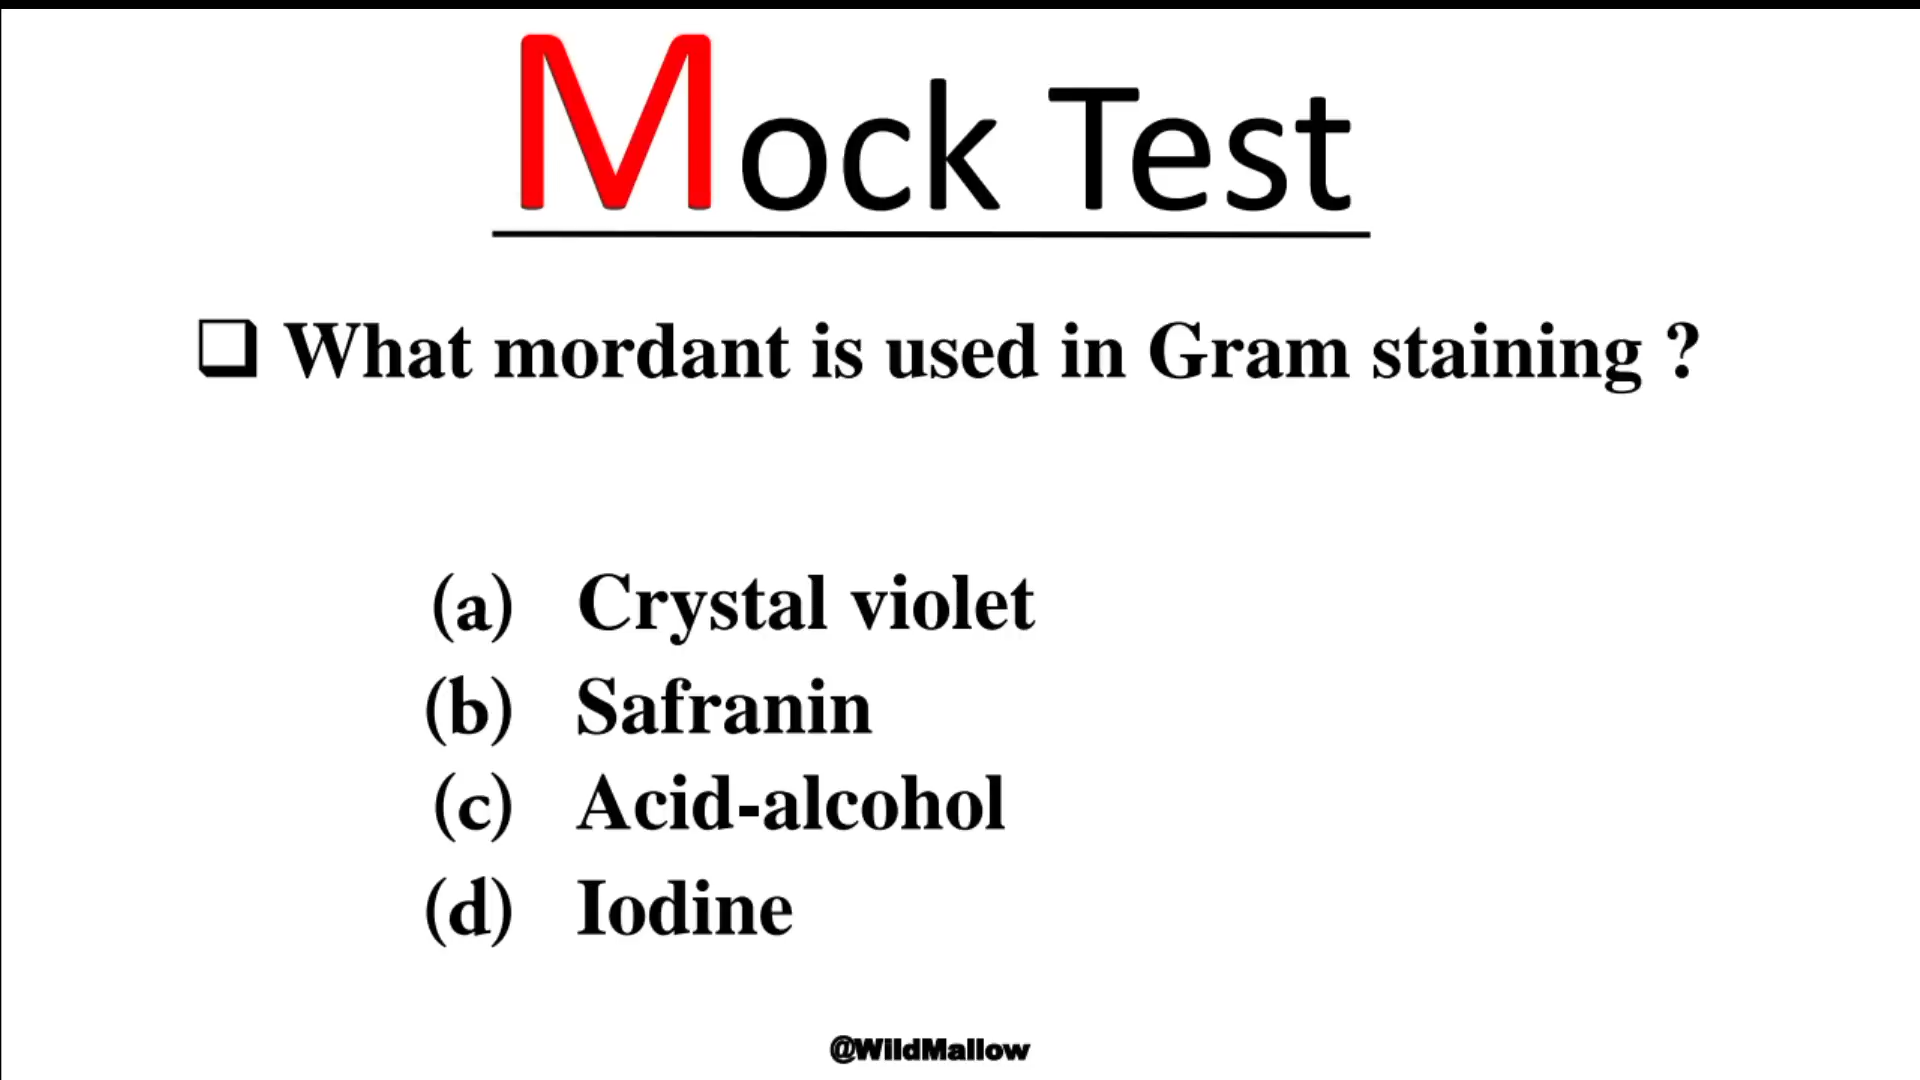 Mock Test
❑ What mordant is used in Gram staining ?
(a) Crystal violet
(b) Safranin
(c) Acid-alcohol
(d) Iodine
@WildMallow